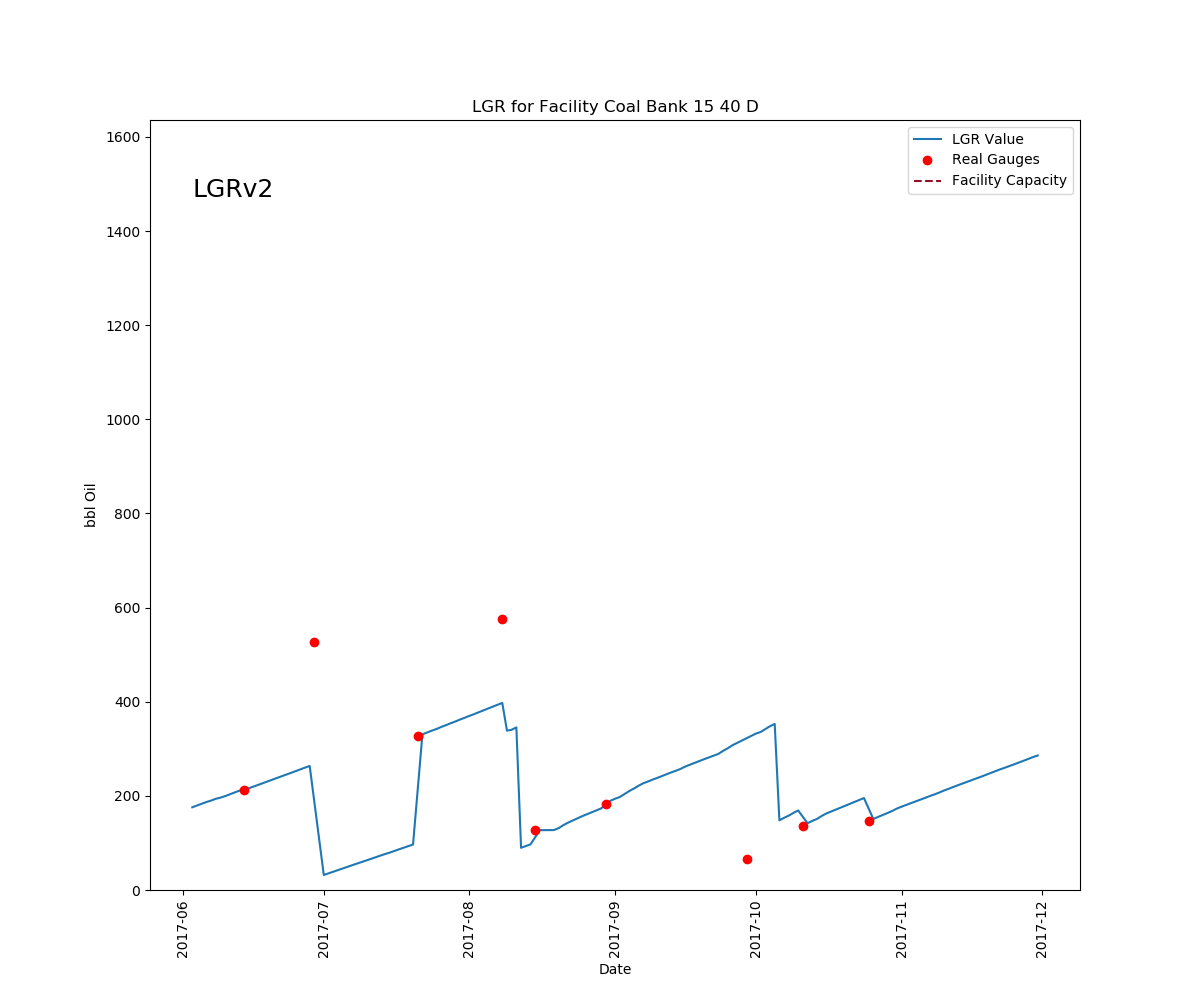 LGR for Facility Coal Bank 15 40 D
LGRv2
LGR Value
Real Gauges
Facility Capacity
1600
1400
1200
1000
800
600
400
200
0
bbl Oil
2017-06
2017-07
2017-08
2017-09
2017-10
2017-11
2017-12
Date